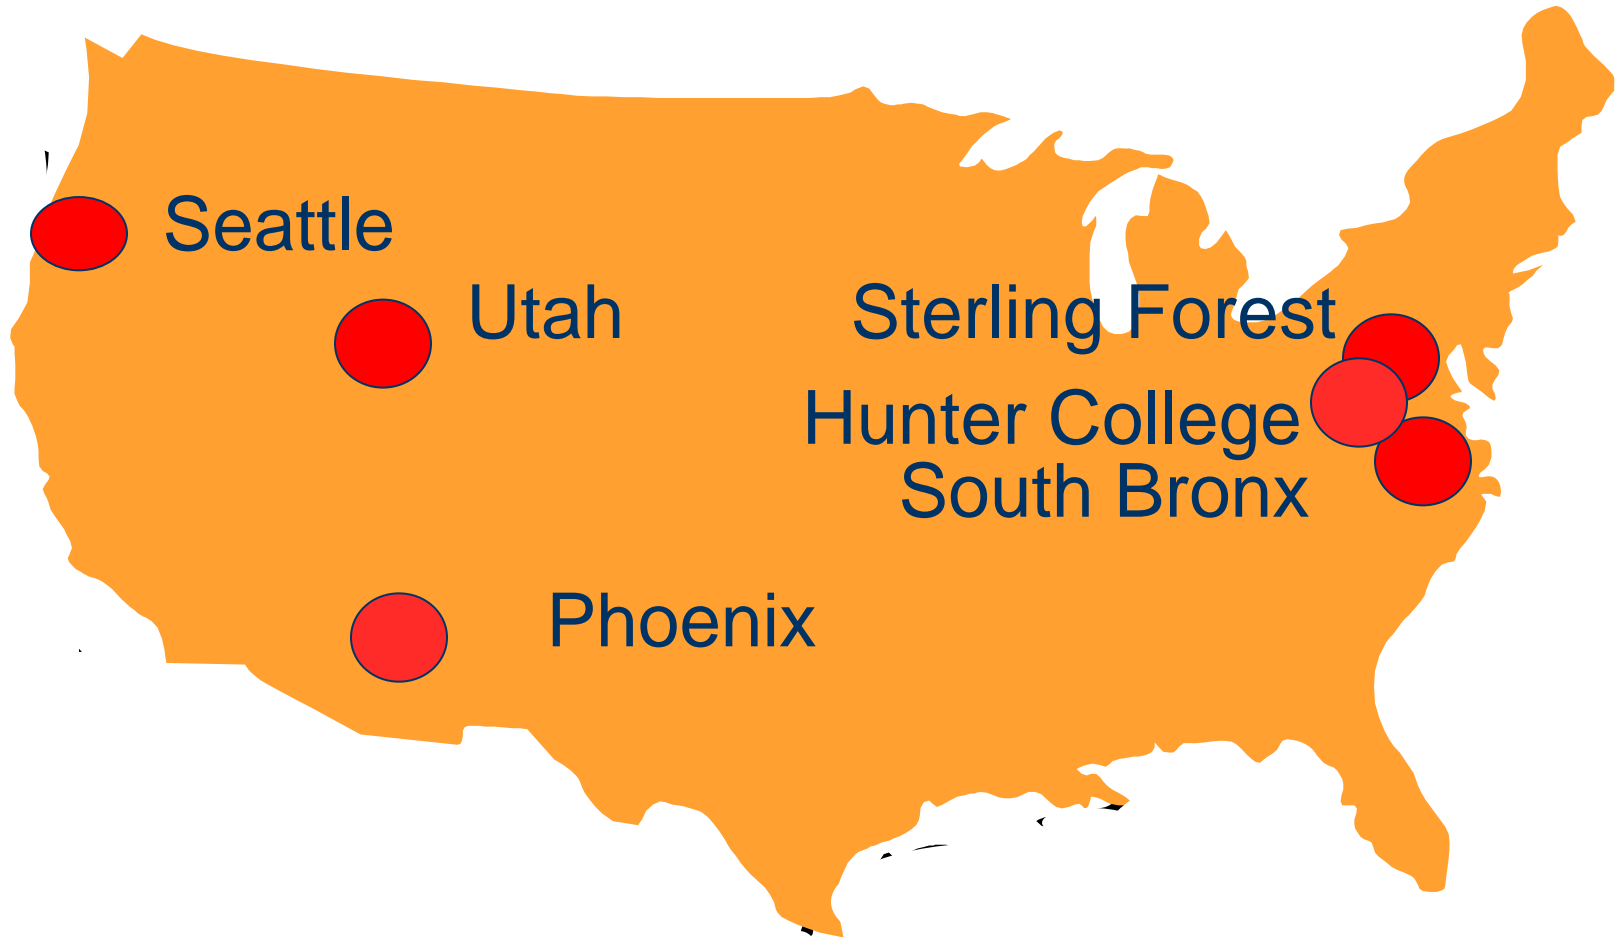 Seattle
Utah
Sterling Forest
Hunter College
South Bronx
Phoenix